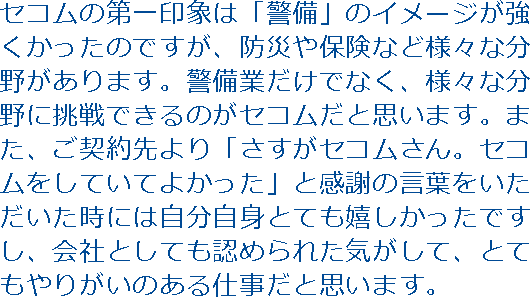 セコムの第一印象は「警備」のイメージが強
くかったのですが、防災や保険など様々な分
野があります。警備業だけでなく、様々な分
野に挑戦できるのがセコムだと思います。ま
た、ご契約先より「さすがセコムさん。セコ
ムをしていてよかった」と感謝の言葉をいた
だいた時には自分自身とても嬉しかったです
し、会社としても認められた気がして、とて
もやりがいのある仕事だと思います。